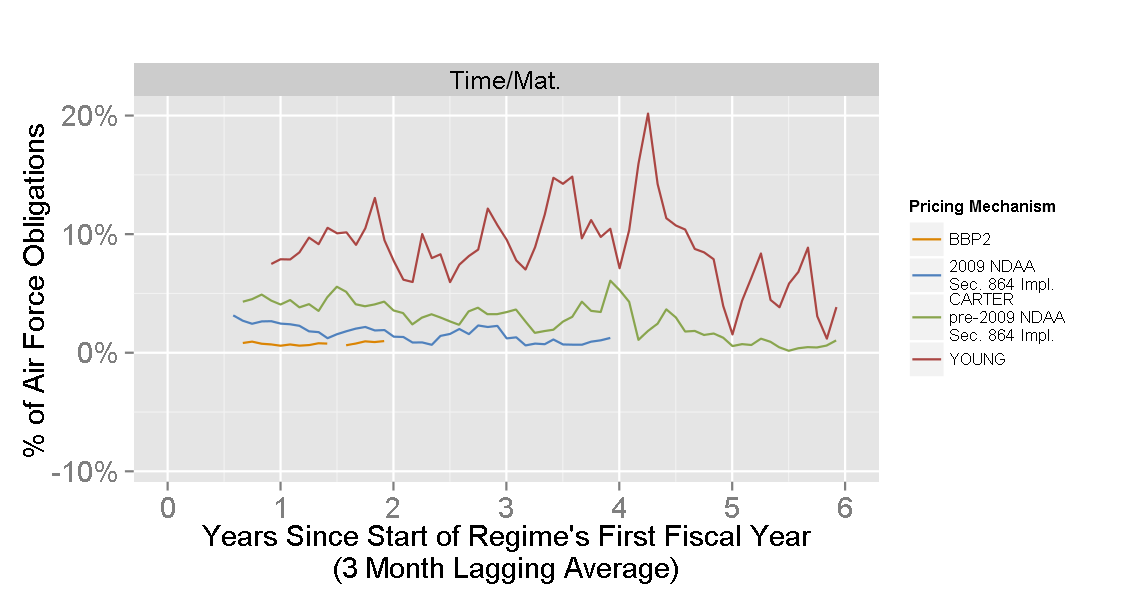 Time/Mat.
20%
10%
0%
-10%
% of Air Force Obligations
0 1 2 3 4 5 6
Years Since Start of Regime's First Fiscal Year
(3 Month Lagging Average)
Pricing Mechanism
BBP2
2009 NDAA
Sec. 864 Impl.
CARTER
pre-2009 NDAA
Sec. 864 Impl.
YOUNG